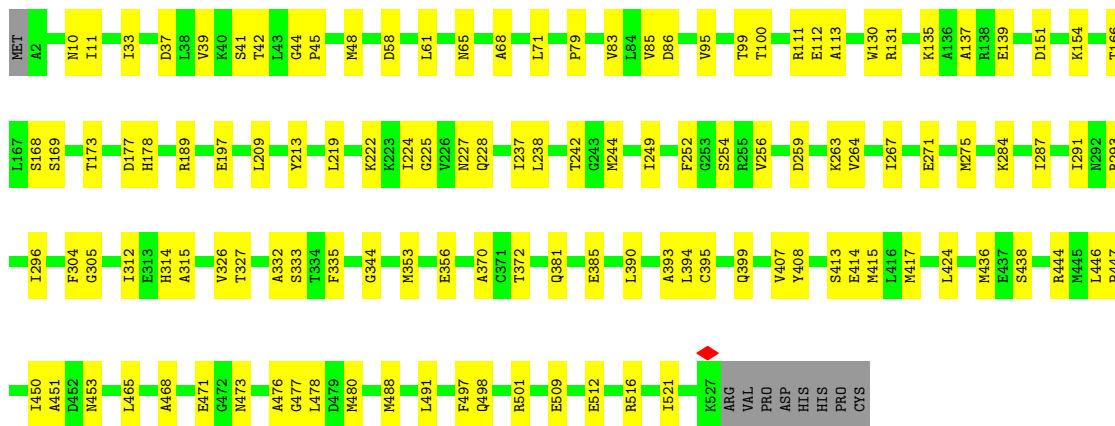 MET A2 N10 I11 I33 D37 L38 V39 K40 S41 T42 L43 G44 P45 M48 D58 L61 N65 A68 L71 P79 V83 L84 V85 D86 V95 T99 T100 R111 E112 A113 W130 R131 K135 A136 A137 R138 E139 D151 K154 T166
L167 S168 S169 T173 D177 H178 R189 E197 L209 Y213 L219 K222 K223 I224 G225 V226 N227 Q228 I237 L238 T242 G243 M244 I249 F252 G253 S254 R255 V256 D259 K263 V264 I267 E271 M275 K284 I287 I291 N292
I296 F304 G305 I312 E313 H314 A315 V326 T327 A332 S333 T334 F335 G344 M353 E356 A370 C371 T372 Q381 E385 L390 A393 L394 C395 Q399 V407 Y408 S413 E414 M415 L416 M417 L424 M436 E437 S438 R444 M445 L446
I450 A451 D452 N453 L465 A468 E471 G472 N473 A476 G477 L478 D479 M480 M488 L491 F497 Q498 R501 E509 E512 R516 I521 K527 ARG VAL PRO ASP HIS HIS PRO CYS